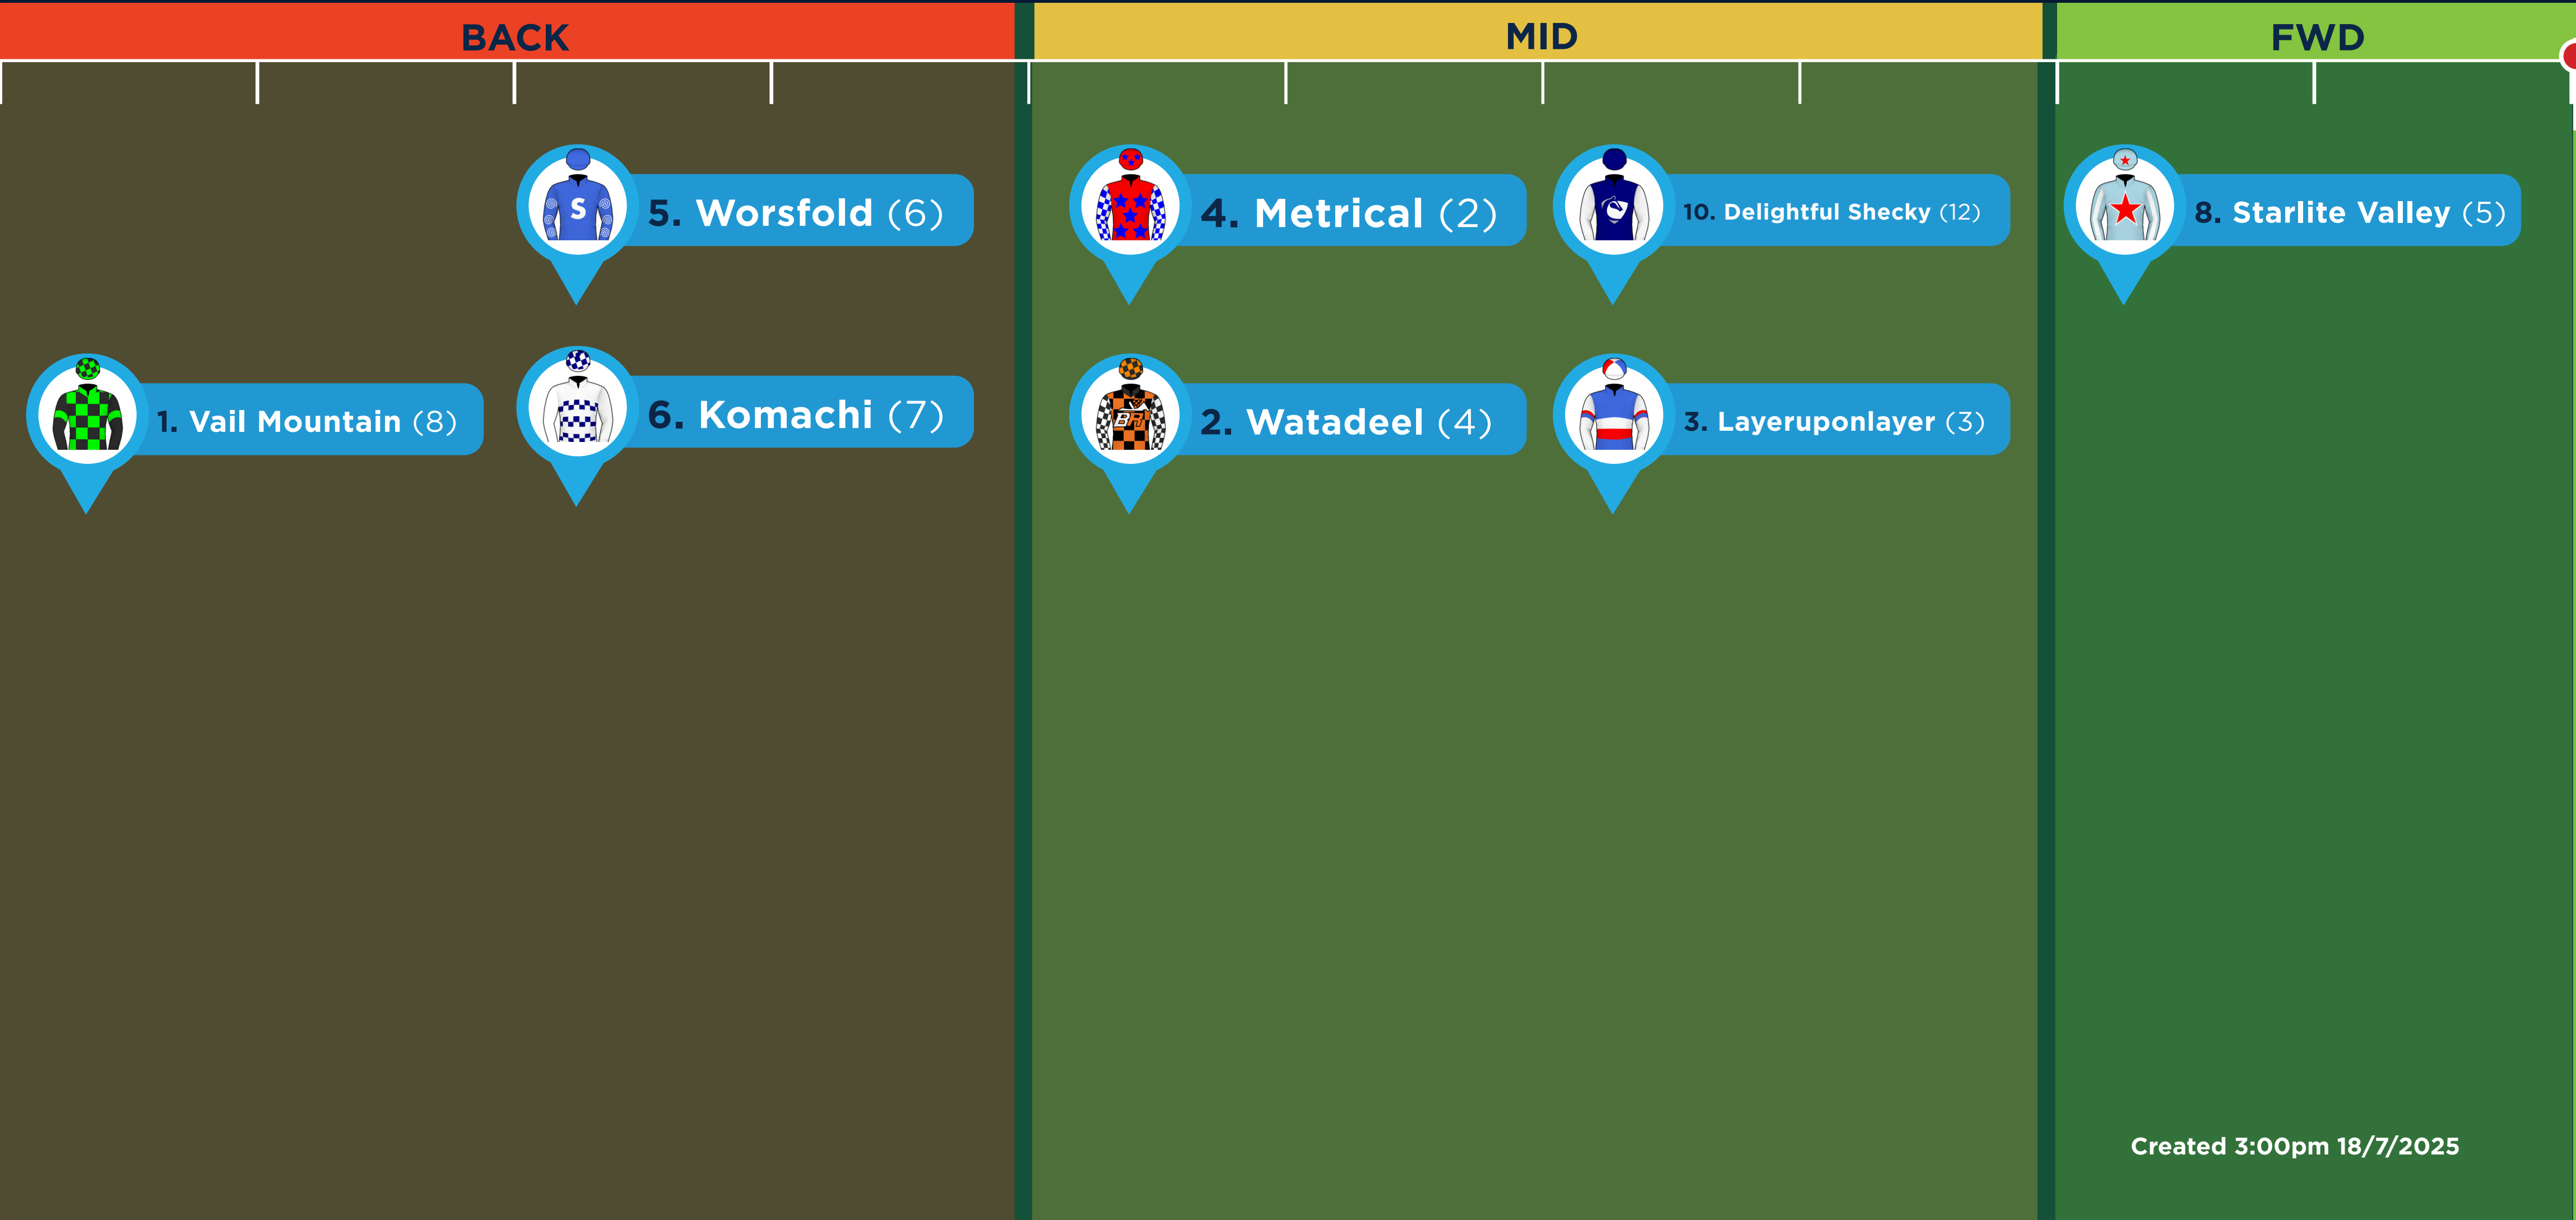 BACK
MID
FWD
S
5. Worsfold (6)
4. Metrical (2)
10. Delightful Shecky (12)
8. Starlite Valley (5)
1. Vail Mountain (8)
6. Komachi (7)
BR
2. Watadeel (4)
3. Layeruponlayer (3)
Created 3:00pm 18/7/2025